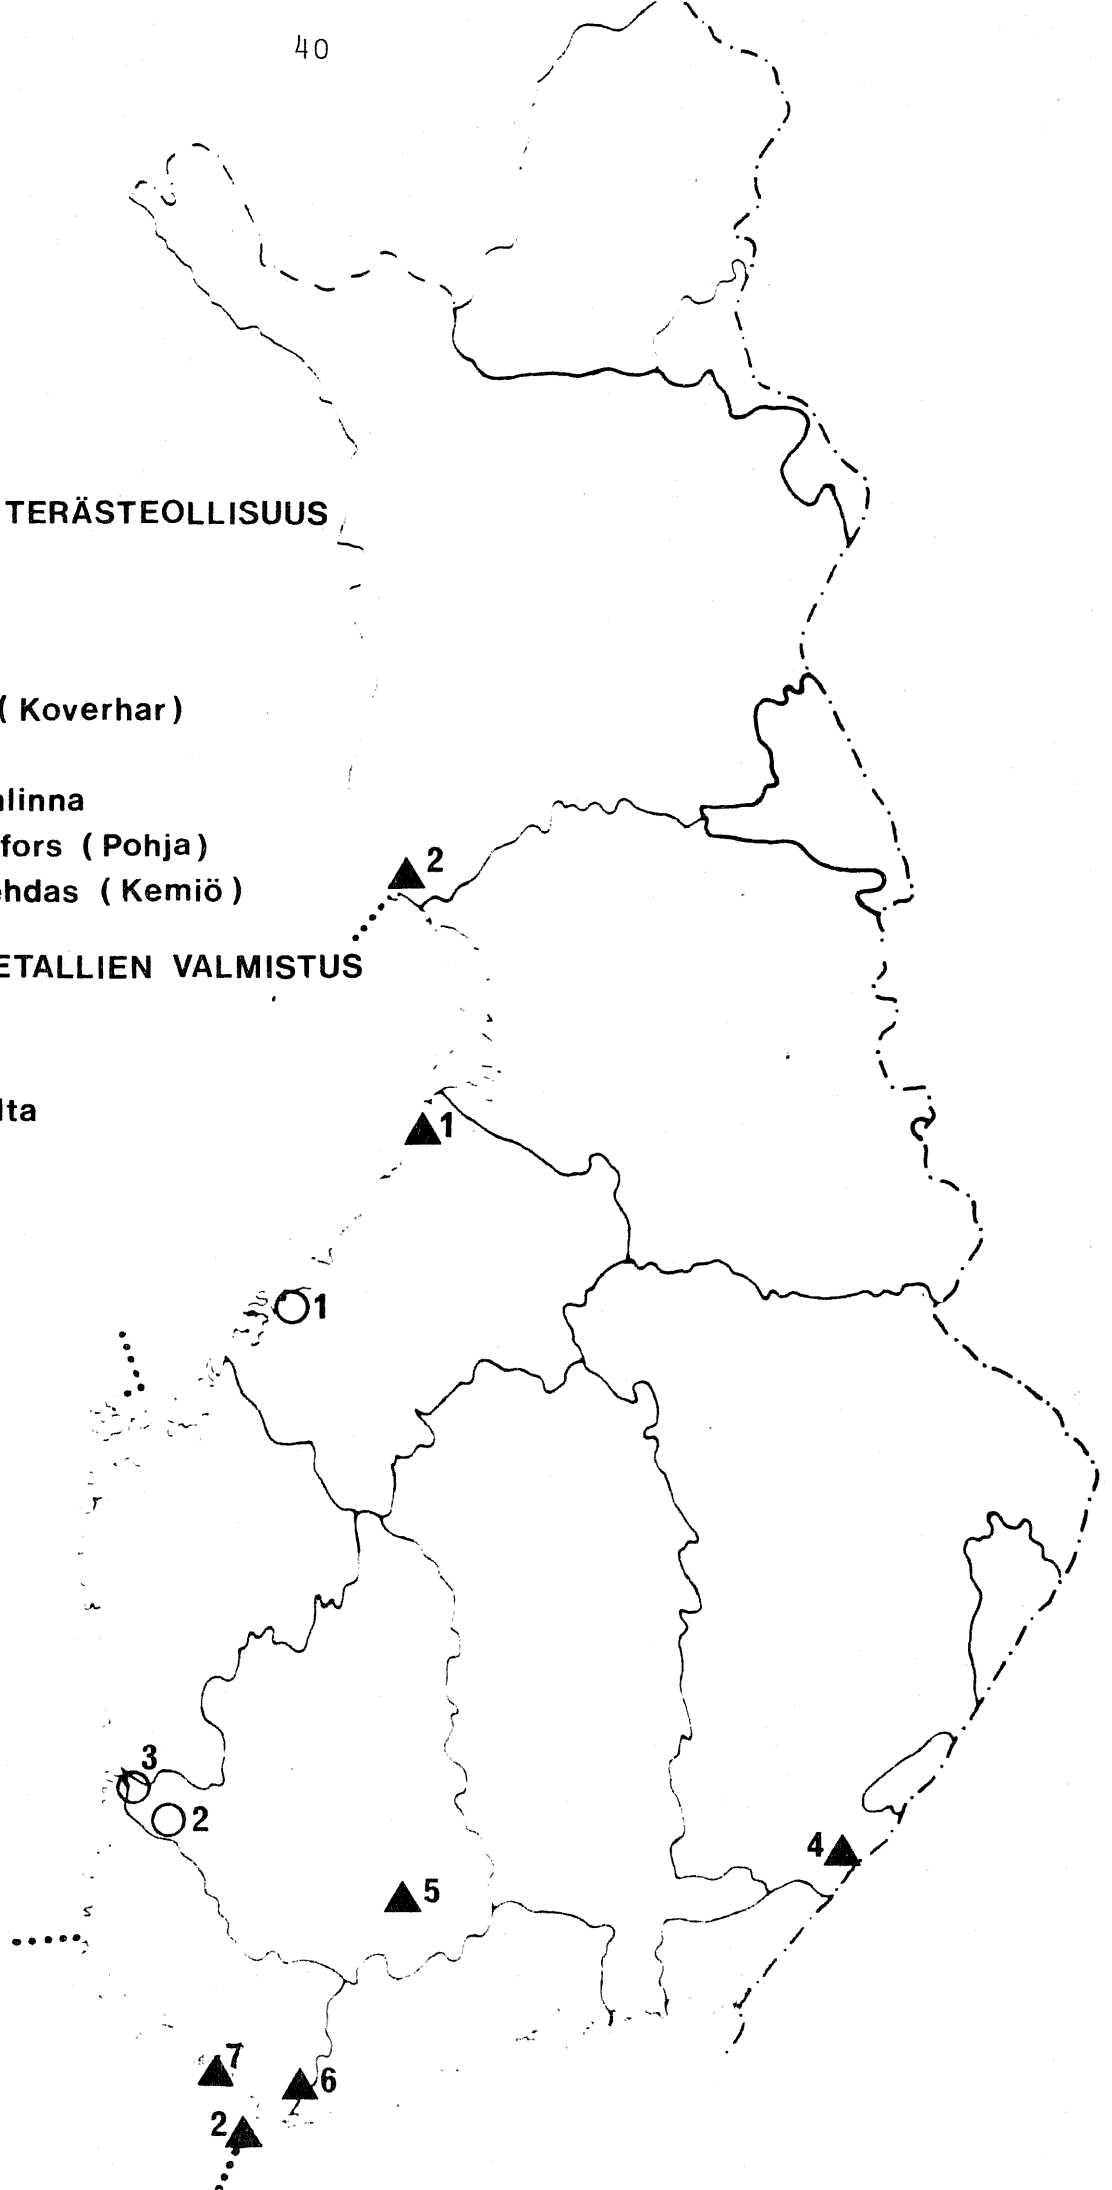 40
TERÄSTEOLLISUUS
( Koverhar )
alinna
fors ( Pohja )
ehdas ( Kemiö )
ETALLIEN VALMISTUS
lta
2
1
1
3
2
4
5
7
6
2